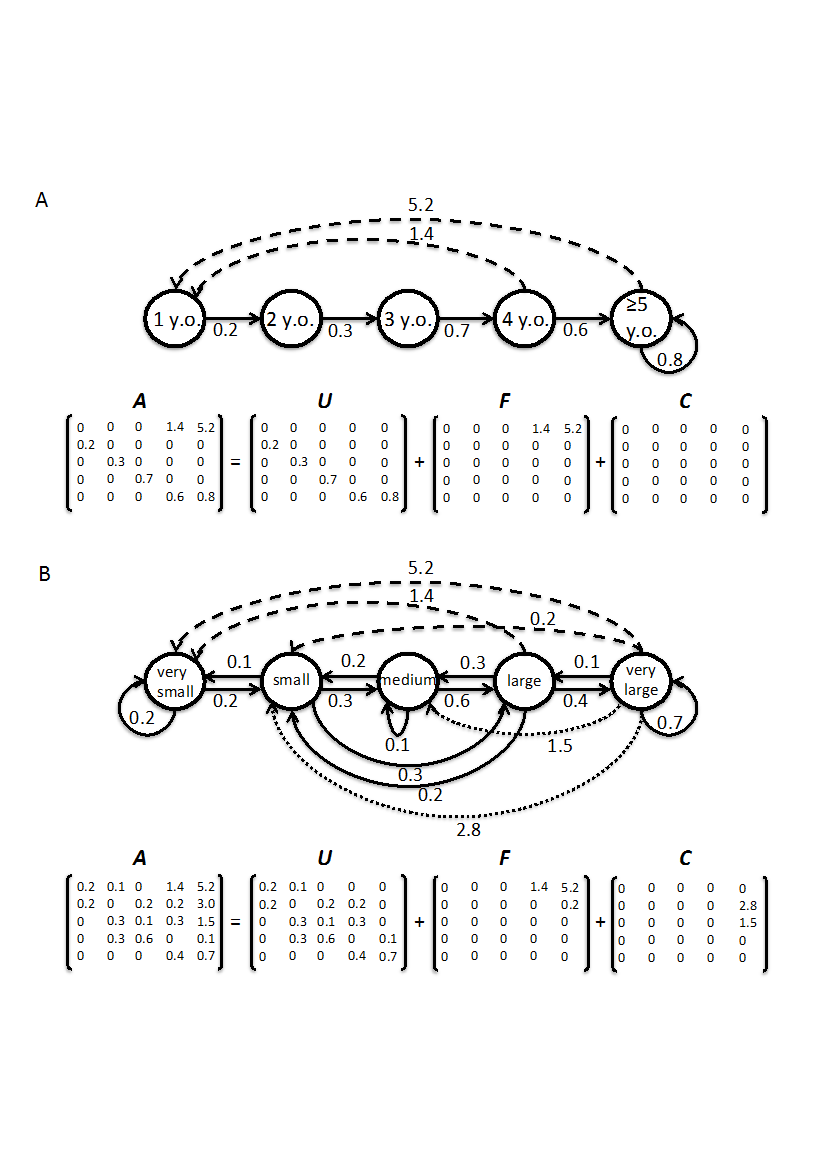 A
5.2
1.4
1 y.o. 2 y.o. 3 y.o. 4 y.o. ≥5 y.o.
0.2 0.3 0.7 0.6 0.8
A U F C
0 0 0 1.4 5.2 0 0 0 0 0 0 0 0 1.4 5.2 0 0 0 0 0
0.2 0 0 0 0 0.2 0 0 0 0 0 0 0 0 0 0 0 0 0 0
0 0.3 0 0 0 = 0 0.3 0 0 0 + 0 0 0 0 0 + 0 0 0 0 0
0 0 0.7 0 0 0 0 0.7 0 0 0 0 0 0 0 0 0 0 0 0
0 0 0 0.6 0.8 0 0 0 0.6 0.8 0 0 0 0 0 0 0 0 0 0
B
5.2
1.4
0.2
0.1 0.2 0.3 0.1
very small small medium large very large
0.2 0.3 0.6 0.4
0.2 0.1 1.5 0.7
0.3
0.2
2.8
A U F C
0.2 0.1 0 1.4 5.2 0.2 0.1 0 0 0 0 0 0 1.4 5.2 0 0 0 0 0
0.2 0 0.2 0.2 3.0 0.2 0 0.2 0.2 0 0 0 0 0 0.2 0 0 0 0 2.8
0 0.3 0.1 0.3 1.5 = 0 0.3 0.1 0.3 0 + 0 0 0 0 0 + 0 0 0 0 1.5
0 0.3 0.6 0 0.1 0 0.3 0.6 0 0.1 0 0 0 0 0 0 0 0 0 0
0 0 0 0.4 0.7 0 0 0 0.4 0.7 0 0 0 0 0 0 0 0 0 0